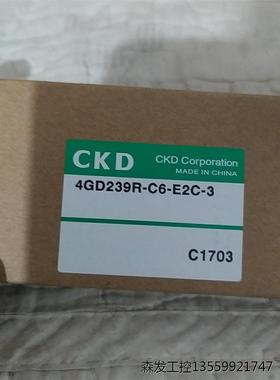 CKD
CKD Corporation
MADE IN CHINA
4GD239R-C6-E2C-3
C1703
森发工控13559921747